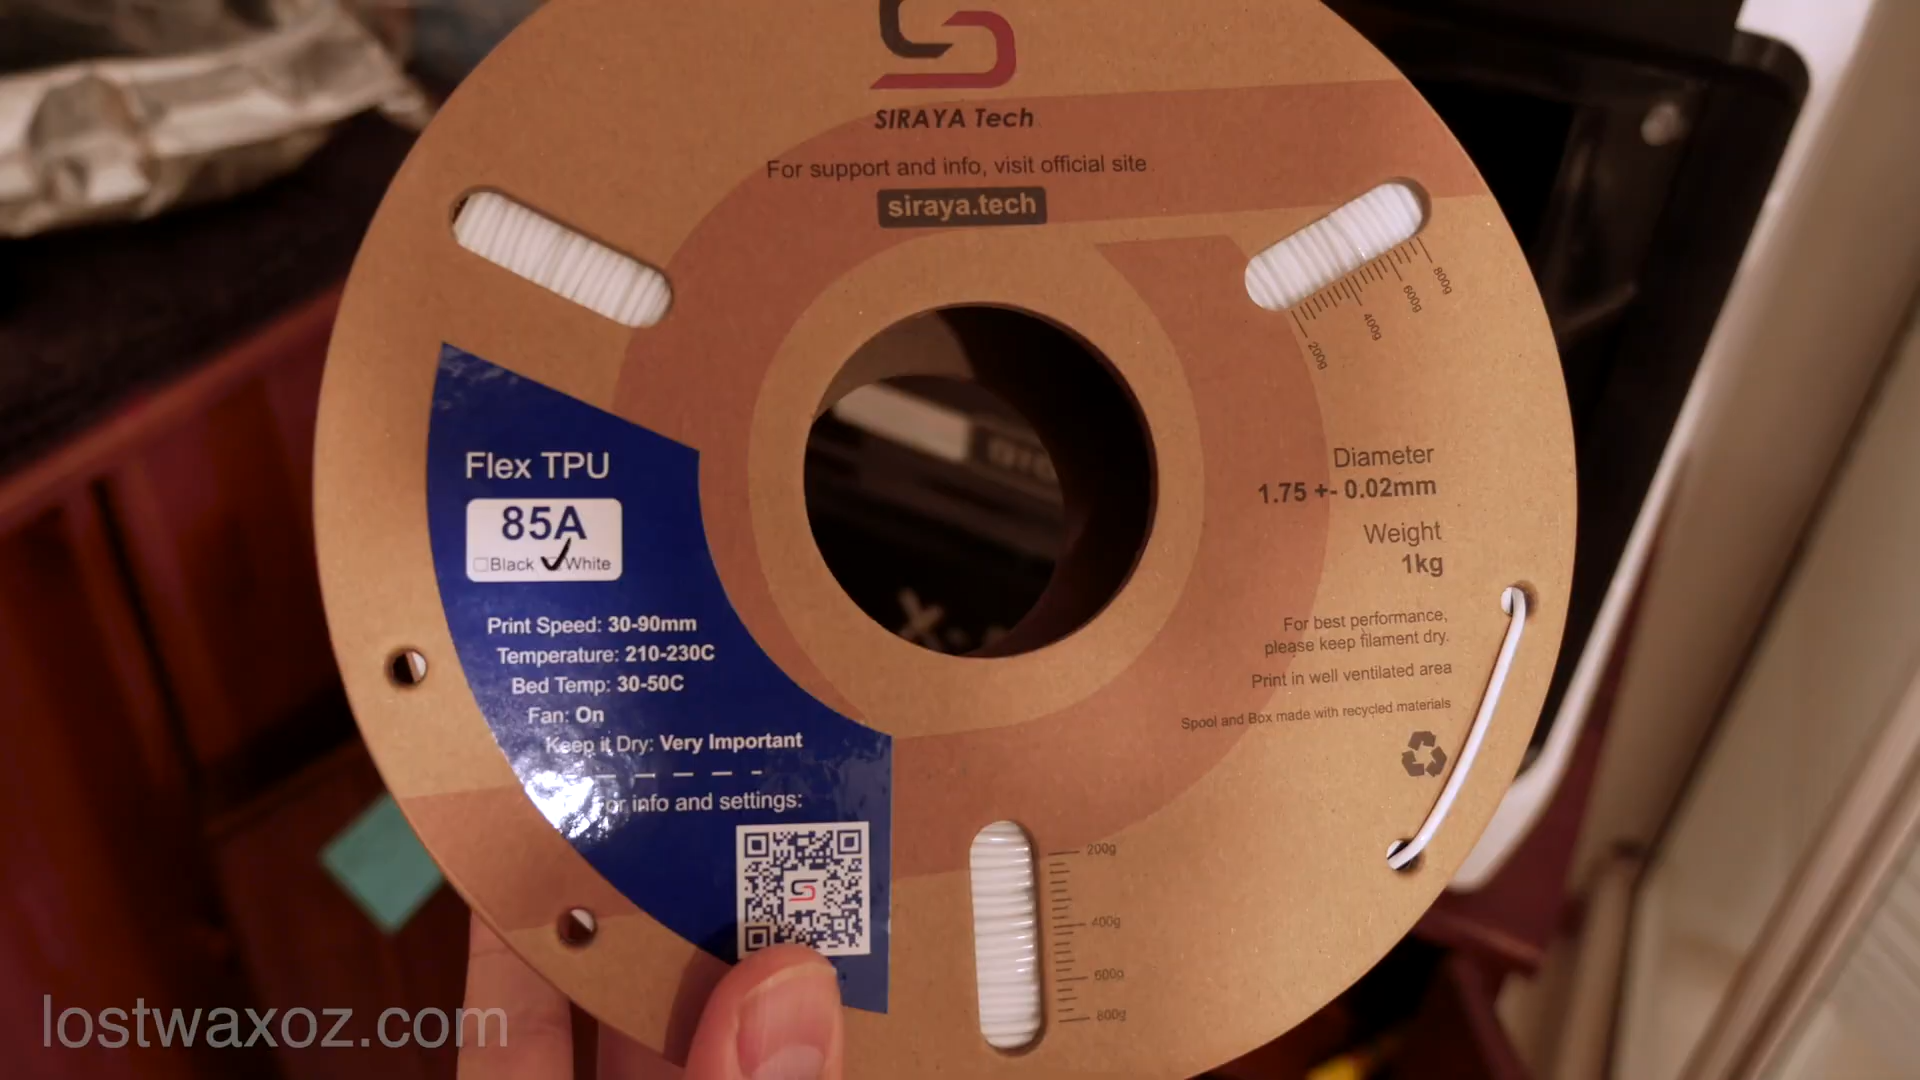 SIRAYA Tech
For support and info, visit official site
siraya.tech
200g
400g
600g
800g
Flex TPU
85A
Black White
Print Speed: 30-90mm
Temperature: 210-230C
Bed Temp: 30-50C
Fan: On
Keep it Dry: Very Important
For info and settings:
Diameter
1.75 +- 0.02mm
Weight
1kg
For best performance,
please keep filament dry.
Print in well ventilated area
Spool and Box made with recycled materials
200g
400g
600g
800g
lostwaxoz.com